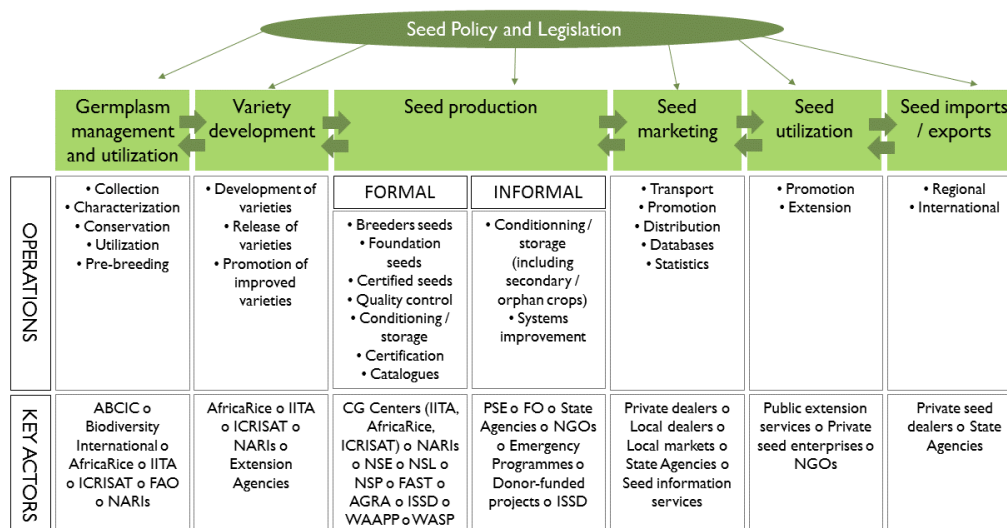 Seed Policy and Legislation
Germplasm
management
and utilization
Variety
development
Seed production
Seed
marketing
Seed
utilization
Seed imports
/ exports
OPERATIONS
• Collection
• Characterization
• Conservation
• Utilization
• Pre-breeding
• Development of
varieties
• Release of
varieties
• Promotion of
improved
varieties
FORMAL
• Breeders seeds
• Foundation
seeds
• Certified seeds
• Quality control
• Conditioning /
storage
• Certification
• Catalogues
INFORMAL
• Conditionning /
storage
(including
secondary /
orphan crops)
• Systems
improvement
• Transport
• Promotion
• Distribution
• Databases
• Statistics
• Promotion
• Extension
• Regional
• International
KEY ACTORS
ABCIC o
Biodiversity
International o
AfricaRice o IITA
o ICRISAT o FAO
o NARIs
AfricaRice o IITA
o ICRISAT o
NARIs o
Extension
Agencies
CG Centers (IITA,
AfricaRice,
ICRISAT) o NARIs
o NSE o NSL o
NSP o FAST o
AGRA o ISSD o
WAAPP o WASP
PSE o FO o State
Agencies o NGOs
o Emergency
Programmes o
Donor-funded
projects o ISSD
Private dealers o
Local dealers o
Local markets o
State Agencies o
Seed information
services
Public extension
services o Private
seed enterprises o
NGOs
Private seed
dealers o State
Agencies